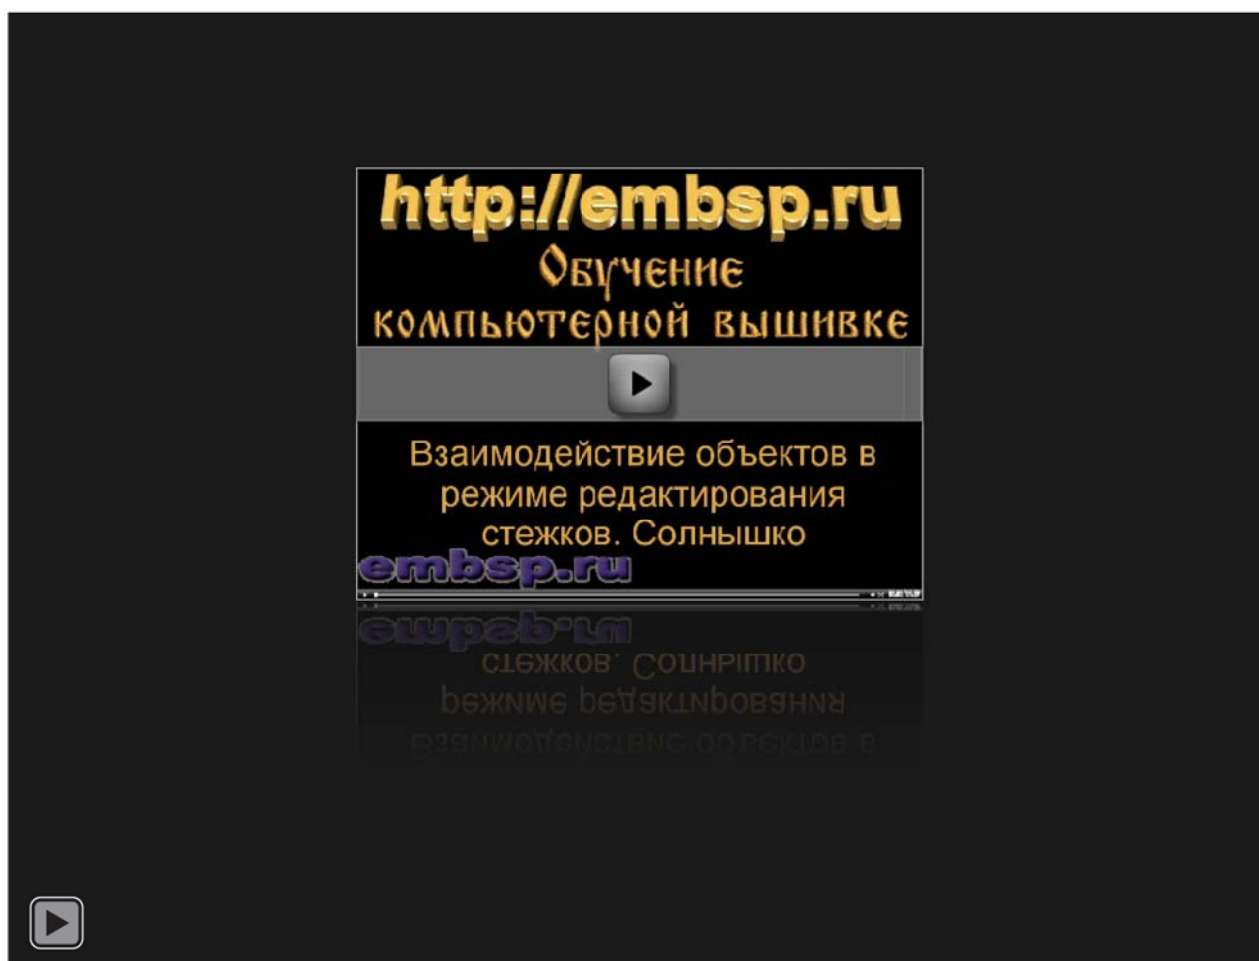 http://embsp.ru
Обучение
компьютерной вышивке
Взаимодействие объектов в
режиме редактирования
стежков. Солнышко
embsp.ru